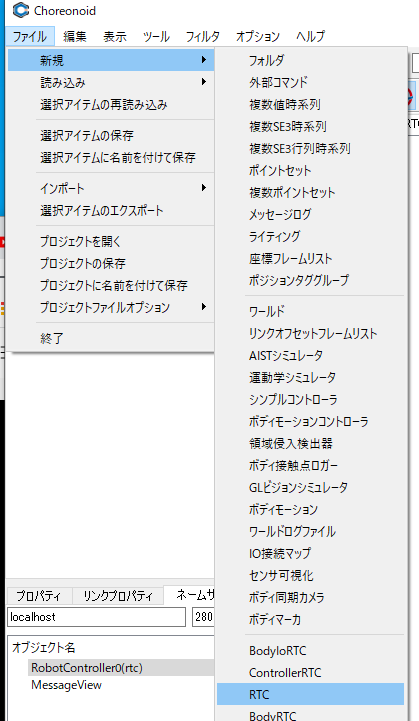 Choreonoid
ファイル 編集 表示 ツール フィルタ オプション ヘルプ
新規
読み込み
選択アイテムの再読み込み
選択アイテムの保存
選択アイテムに名前を付けて保存
インポート
選択アイテムのエクスポート
プロジェクトを開く
プロジェクトの保存
プロジェクトに名前を付けて保存
プロジェクトファイルオプション
終了
フォルダ
外部コマンド
複数値時系列
複数SE3時系列
複数SE3行列時系列
ポイントセット
複数ポイントセット
メッセージログ
ライティング
座標フレームリスト
ポジションタググループ
ワールド
リンクオフセットフレームリスト
AISTシミュレータ
運動学シミュレータ
シンプルコントローラ
ボディモーションコントローラ
領域侵入検出器
ボディ接触点ロガー
GLビジョンシミュレータ
ボディモーション
ワールドログファイル
IO接続マップ
センサ可視化
ボディ同期カメラ
ボディマーカ
BodyIoRTC
ControllerRTC
RTC
BodyRTC
プロパティ リンクプロパティ ネームサ
localhost 280
オブジェクト名
RobotController0(rtc)
MessageView